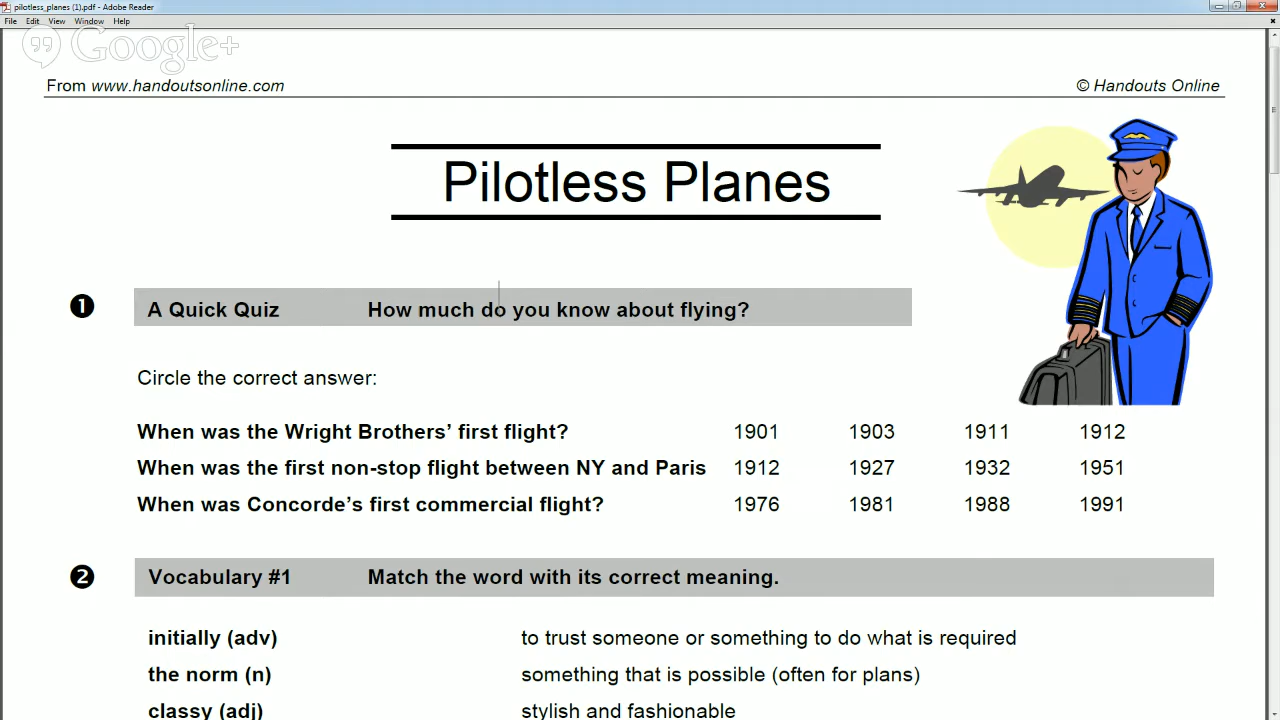 pilotless_planes (1).pdf - Adobe Reader
File Edit View Window Help
Google+
From www.handoutsonline.com © Handouts Online
Pilotless Planes
❶ A Quick Quiz How much do you know about flying?
Circle the correct answer:
When was the Wright Brothers’ first flight? 1901 1903 1911 1912
When was the first non-stop flight between NY and Paris 1912 1927 1932 1951
When was Concorde’s first commercial flight? 1976 1981 1988 1991
❷ Vocabulary #1 Match the word with its correct meaning.
initially (adv) to trust someone or something to do what is required
the norm (n) something that is possible (often for plans)
classy (adj) stylish and fashionable